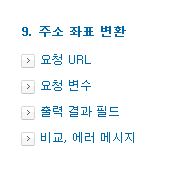 9. 주소 좌표 변환
요청 URL
요청 변수
출력 결과 필드
비교, 에러 메시지